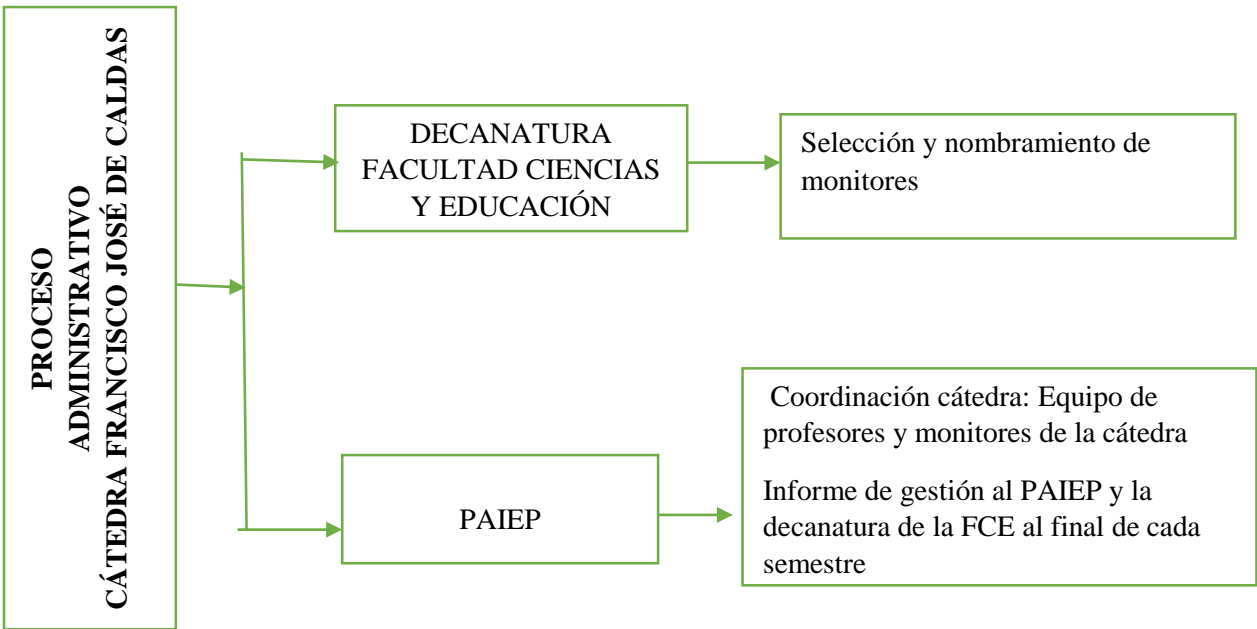 PROCESO
ADMINISTRATIVO
CÁTEDRA FRANCISCO JOSÉ DE CALDAS
DECANATURA
FACULTAD CIENCIAS
Y EDUCACIÓN
Selección y nombramiento de
monitores
PAIEP
Coordinación cátedra: Equipo de
profesores y monitores de la cátedra
Informe de gestión al PAIEP y la
decanatura de la FCE al final de cada
semestre